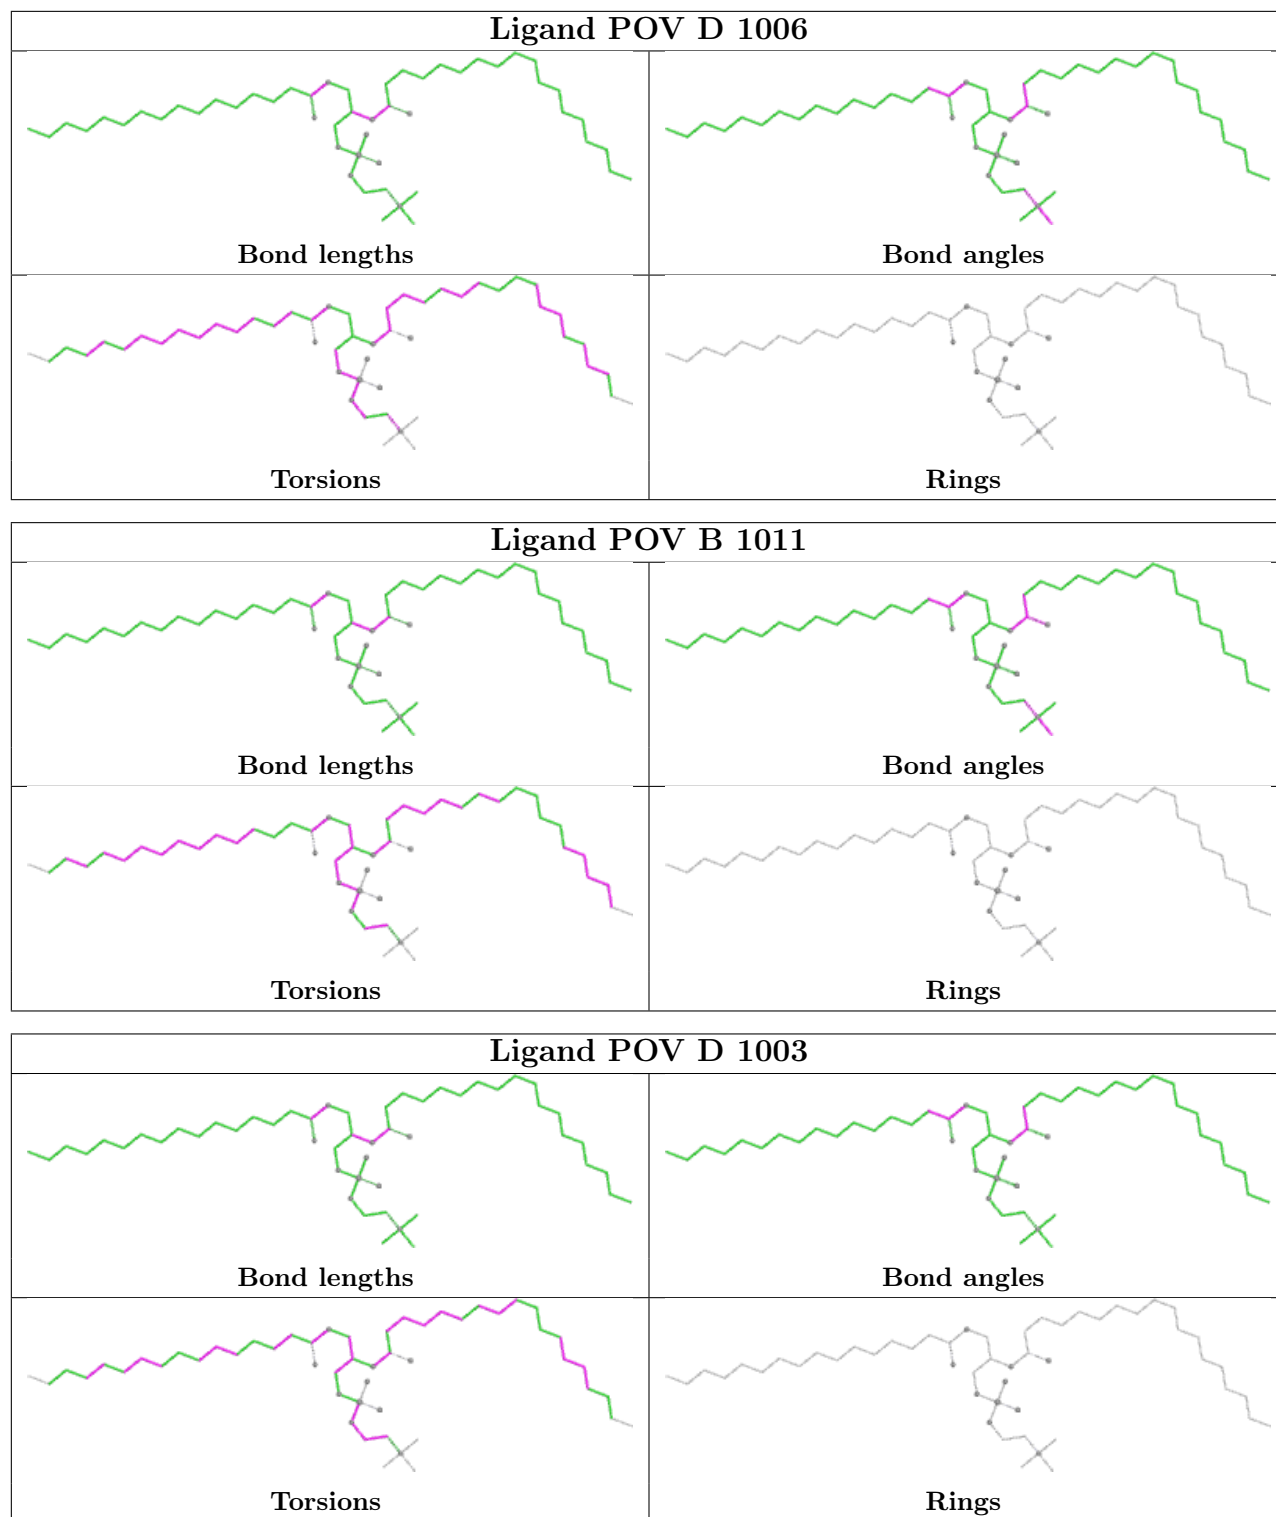 Ligand POV D 1006
Bond lengths
Bond angles
Torsions
Rings
Ligand POV B 1011
Bond lengths
Bond angles
Torsions
Rings
Ligand POV D 1003
Bond lengths
Bond angles
Torsions
Rings